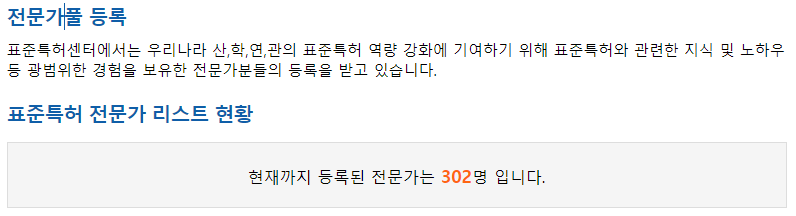 전문가풀 등록
표준특허센터에서는 우리나라 산,학,연,관의 표준특허 역량 강화에 기여하기 위해 표준특허와 관련한 지식 및 노하우
등 광범위한 경험을 보유한 전문가분들의 등록을 받고 있습니다.
표준특허 전문가 리스트 현황
현재까지 등록된 전문가는 302명 입니다.